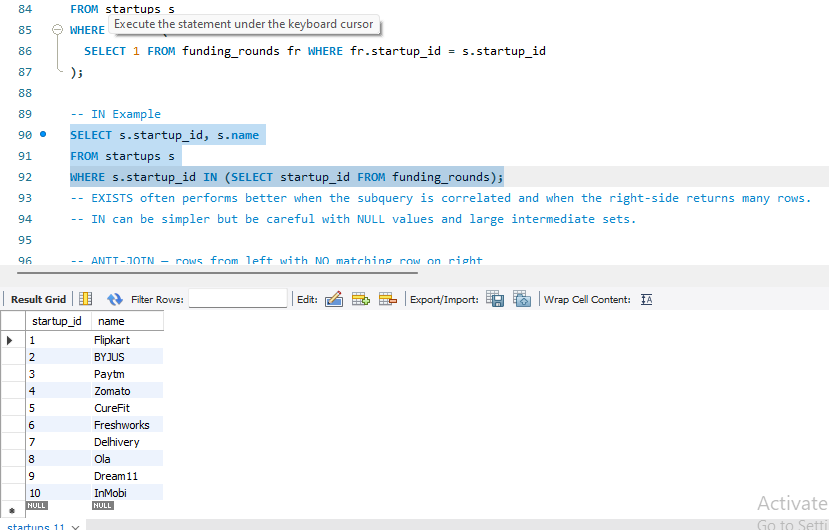 84 FROM startups s
Execute the statement under the keyboard cursor
85 WHERE
86 SELECT 1 FROM funding_rounds fr WHERE fr.startup_id = s.startup_id
87 );
88
89 -- IN Example
90 SELECT s.startup_id, s.name
91 FROM startups s
92 WHERE s.startup_id IN (SELECT startup_id FROM funding_rounds);
93 -- EXISTS often performs better when the subquery is correlated and when the right-side returns many rows.
94 -- IN can be simpler but be careful with NULL values and large intermediate sets.
95
96 -- ANTI-JOIN — rows from left with NO matching row on right
Result Grid Filter Rows: Edit: Export/Import: Wrap Cell Content: IA
startup_id name
1 Flipkart
2 BYJUS
3 Paytm
4 Zomato
5 CureFit
6 Freshworks
7 Delhivery
8 Ola
9 Dream11
10 InMobi
NULL NULL
Activate
Go to Setti
startups 11